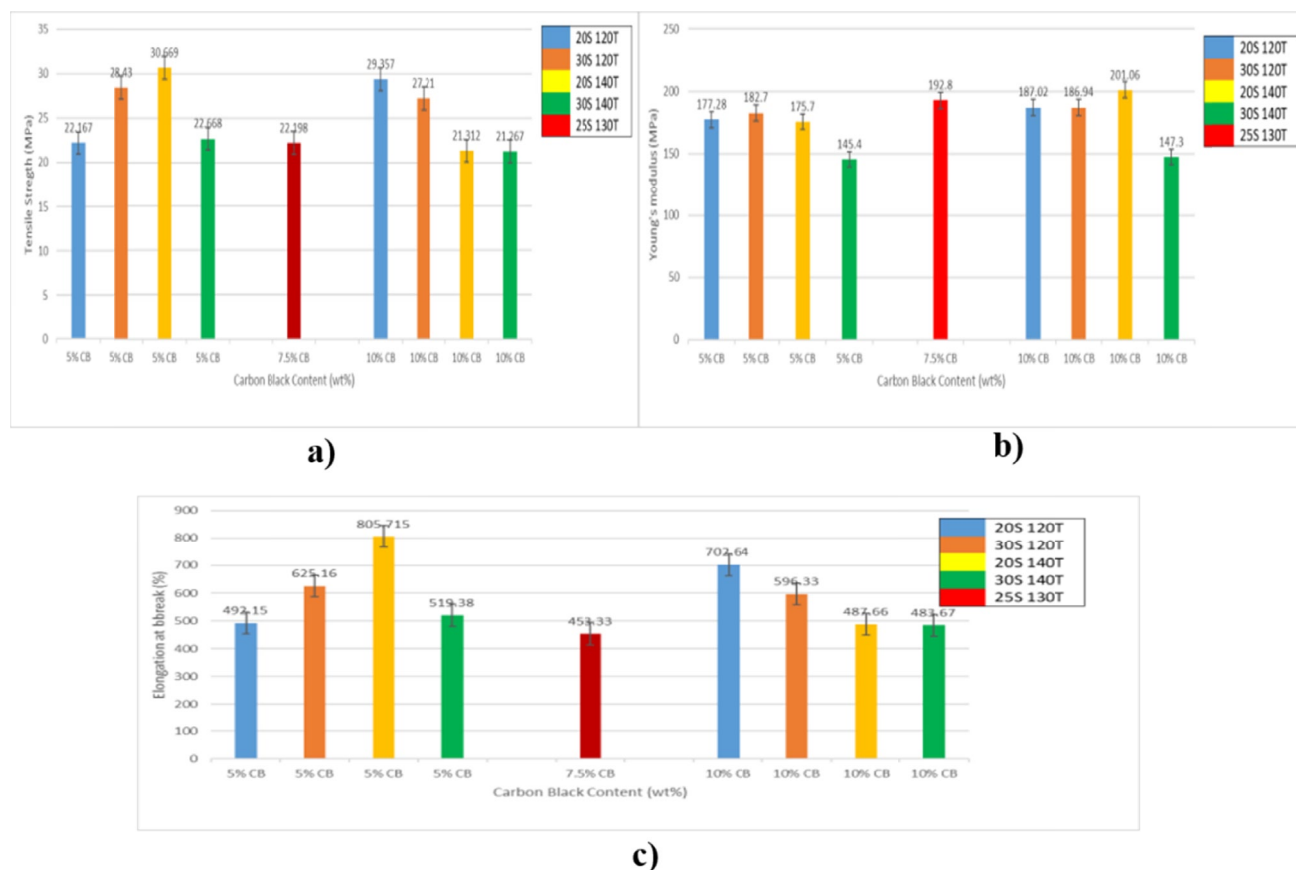 35
30
25
20
15
10
5
0
Tensile Stregth (MPa)
22.167
28.43
30.669
22.668
22.198
29.357
27.21
21.312
21.267
5% CB 5% CB 5% CB 5% CB 7.5% CB 10% CB 10% CB 10% CB 10% CB
Carbon Black Content (wt%)
20S 120T
30S 120T
20S 140T
30S 140T
25S 130T
a)
250
200
150
100
50
0
Young's modulus (MPa)
177.28
182.7
175.7
145.4
192.8
187.02
186.94
201.06
147.3
5% CB 5% CB 5% CB 5% CB 7.5% CB 10% CB 10% CB 10% CB 10% CB
Carbon Black Content (wt%)
20S 120T
30S 120T
20S 140T
30S 140T
25S 130T
b)
900
800
700
600
500
400
300
200
100
0
Elongation at bbreak (%)
492.15
625.16
805.715
519.38
453.33
702.64
596.33
487.66
483.67
5% CB 5% CB 5% CB 5% CB 7.5% CB 10% CB 10% CB 10% CB 10% CB
Carbon Black Content (wt%)
20S 120T
30S 120T
20S 140T
30S 140T
25S 130T
c)